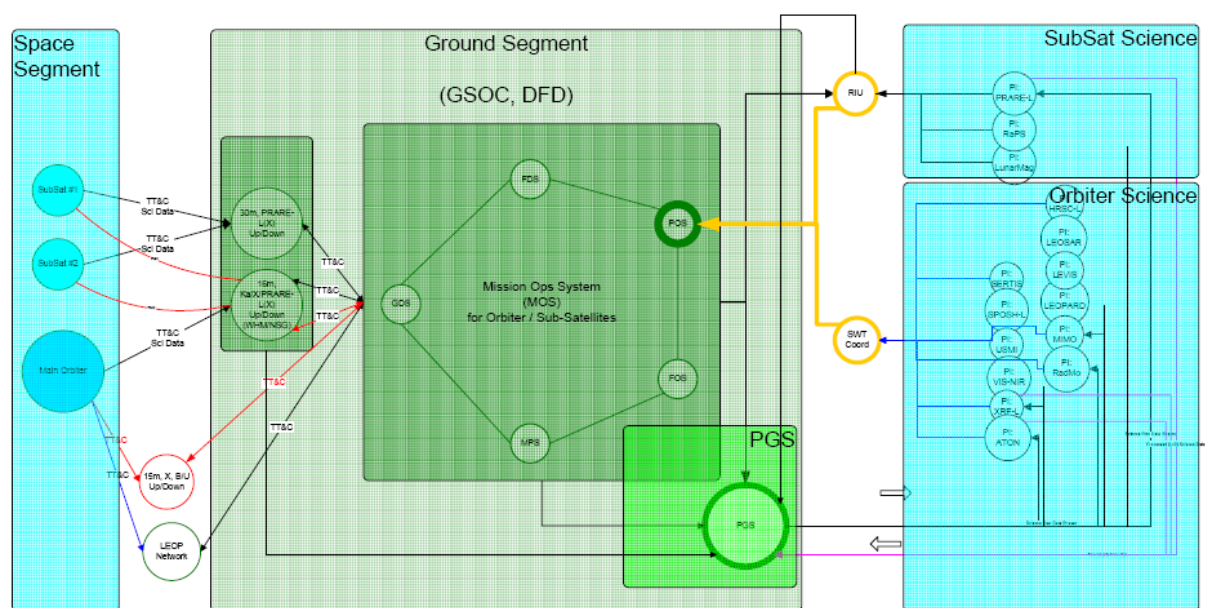 Space
Segment
SubSat #1
SubSat #2
Main Orbiter
TT&C
Sci Data
TT&C
Sci Data
TT&C
Sci Data
TT&C
TT&C
15m, X, B/U
Up/Down
LEOP
Network
Ground Segment
(GSOC, DFD)
30m, PRARE-
L(X)
Up/Down
15m,
Ka/X/PRARE-
L(X)
Up/Down
(WHM/NSG)
TT&C
TT&C
TT&C
TT&C
TT&C
FDS
POS
GDS
Mission Ops System
(MOS)
for Orbiter / Sub-Satellites
FOS
MPS
PGS
PGS
RIU
SWT
Coord
SubSat Science
PI:
PRARE-L
PI:
RaPS
PI:
LunarMag
Orbiter Science
HRSC-L
PI:
LEOSAR
PI:
LEVIS
PI:
SERTIS
PI:
LEOPARD
PI:
SPOSH-L
PI:
MIMO
PI:
USMI
PI:
RadMo
PI:
VIS-NIR
PI:
XRF-L
PI:
ATON